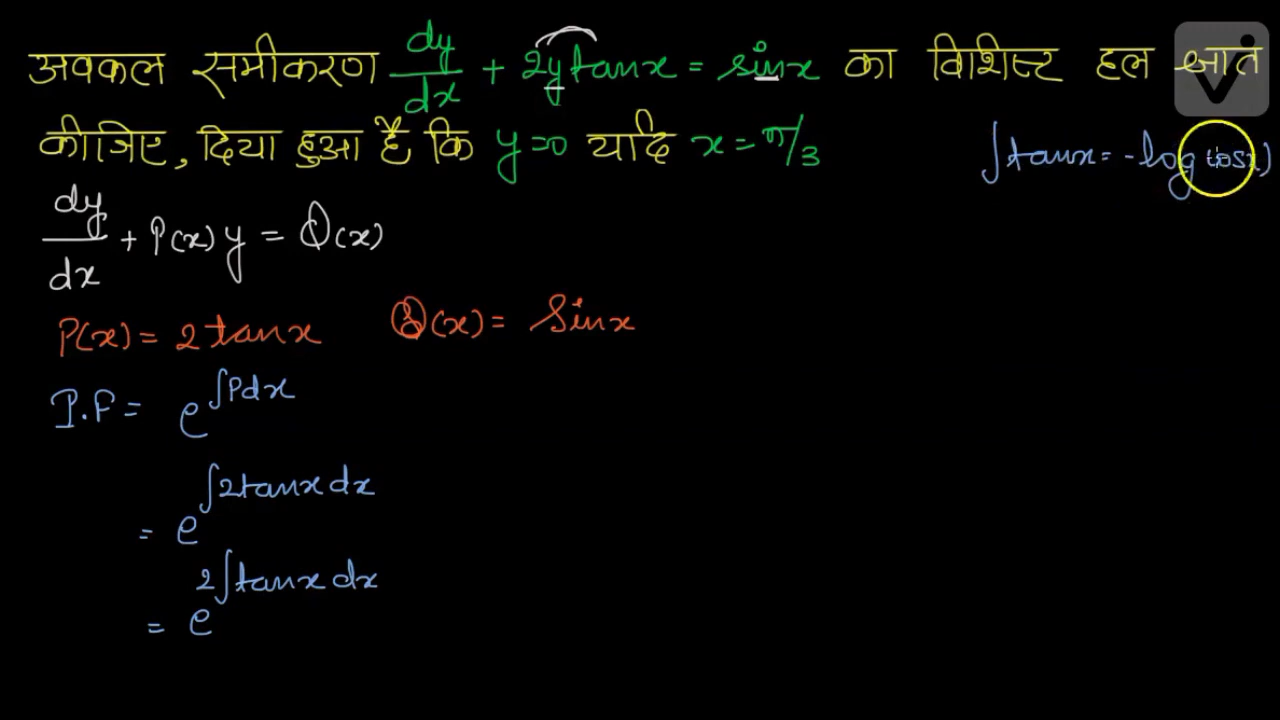 अवकल समीकरण dy/dx + 2y tanx = sinx का विशिष्ट हल ज्ञात
कीजिए, दिया हुआ है कि y=0 यदि x = π/3
∫tanx = -log(cosx)
dy/dx + P(x)y = Q(x)
P(x) = 2tanx Q(x) = Sinx
I.F = e^∫Pdx
= e^∫2tanx dx
= e^2∫tanx dx